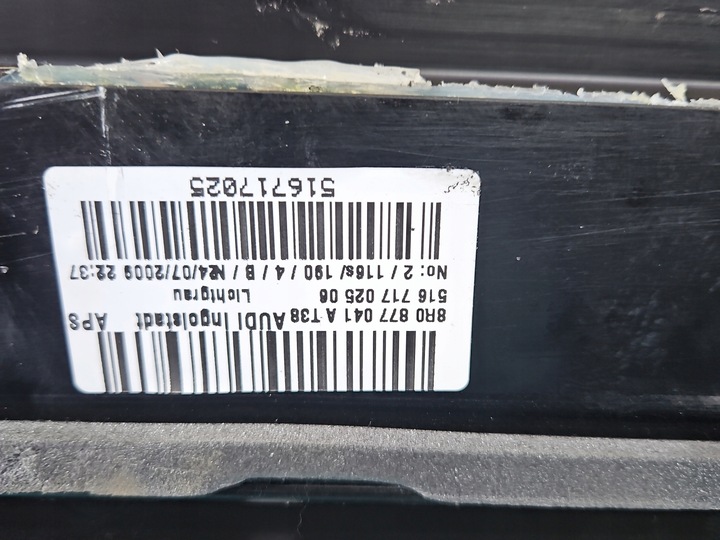 8R0 877 041 A T38 AUDI Ingolstadt APS
516 717 025 06 Lichtgrau
No: 2 / 116s/ 190 / 4 / B / N24/07/2009 22:37
516717025